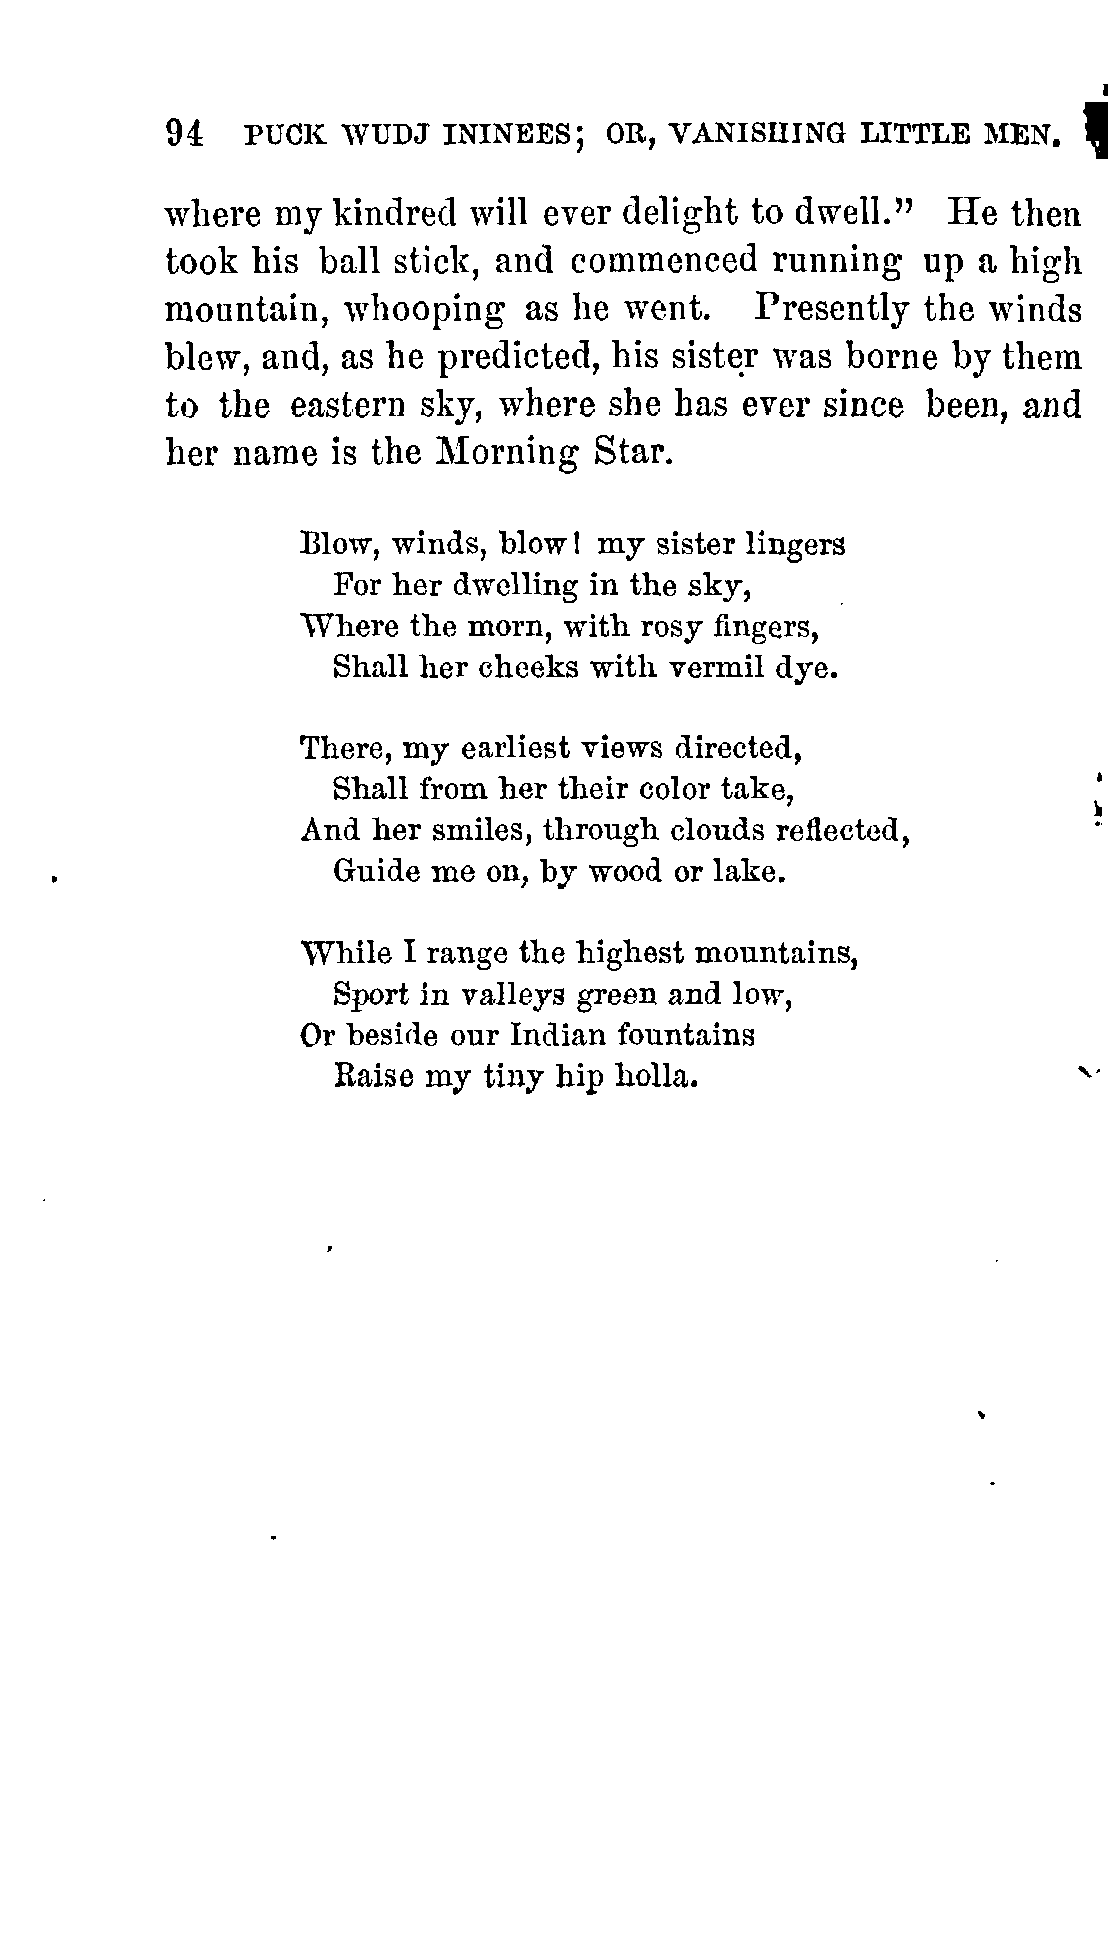 94 PUCK WUDJ ININEES; OR, VANISHING LITTLE MEN.
where my kindred will ever delight to dwell.” He then
took his ball stick, and commenced running up a high
mountain, whooping as he went. Presently the winds
blew, and, as he predicted, his sister was borne by them
to the eastern sky, where she has ever since been, and
her name is the Morning Star.
Blow, winds, blow! my sister lingers
For her dwelling in the sky,
Where the morn, with rosy fingers,
Shall her cheeks with vermil dye.
There, my earliest views directed,
Shall from her their color take,
And her smiles, through clouds reflected,
Guide me on, by wood or lake.
While I range the highest mountains,
Sport in valleys green and low,
Or beside our Indian fountains
Raise my tiny hip holla.